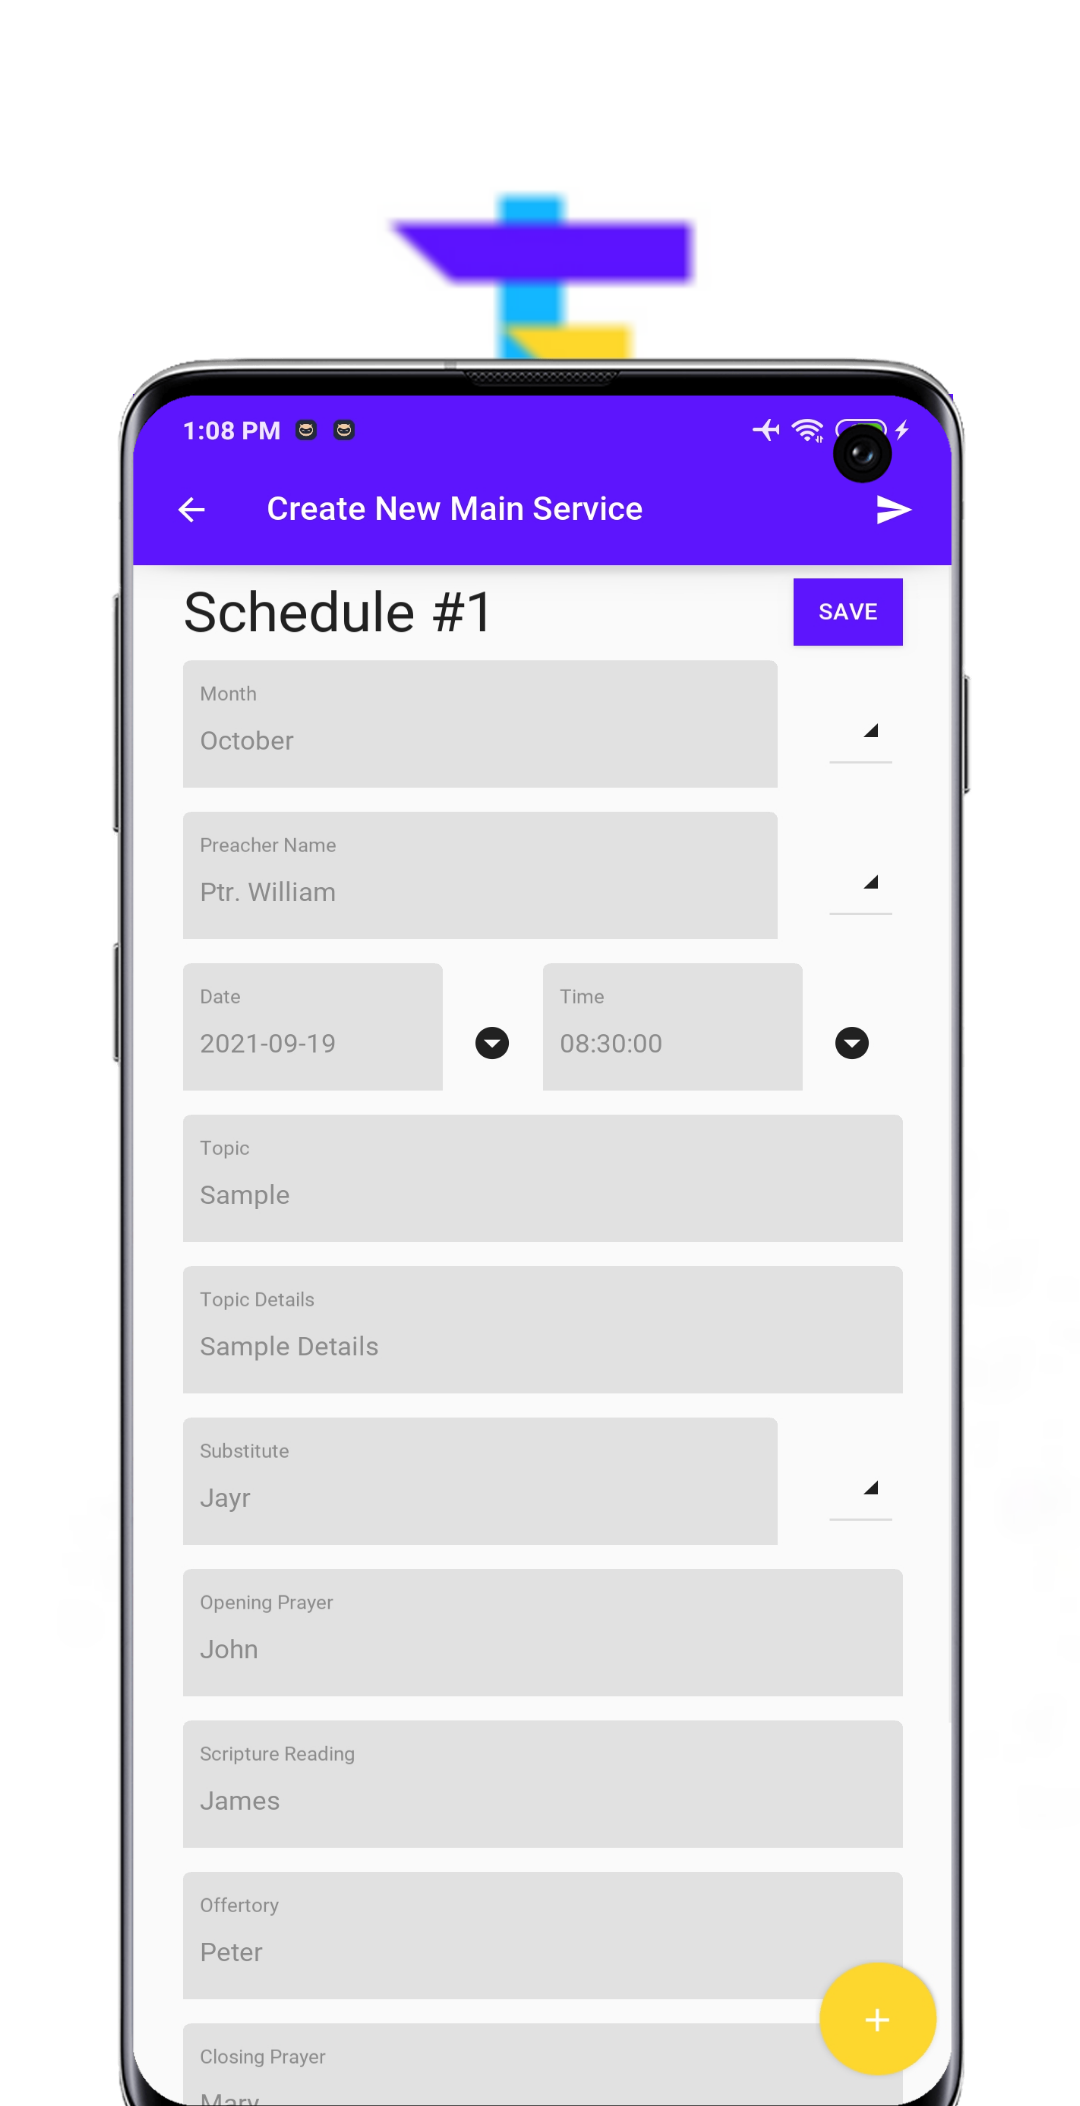 1:08 PM
Create New Main Service
Schedule #1
SAVE
Month
October
Preacher Name
Ptr. William
Date
Time
2021-09-19
08:30:00
Topic
Sample
Topic Details
Sample Details
Substitute
Jayr
Opening Prayer
John
Scripture Reading
James
Offertory
Peter
Closing Prayer
Mary